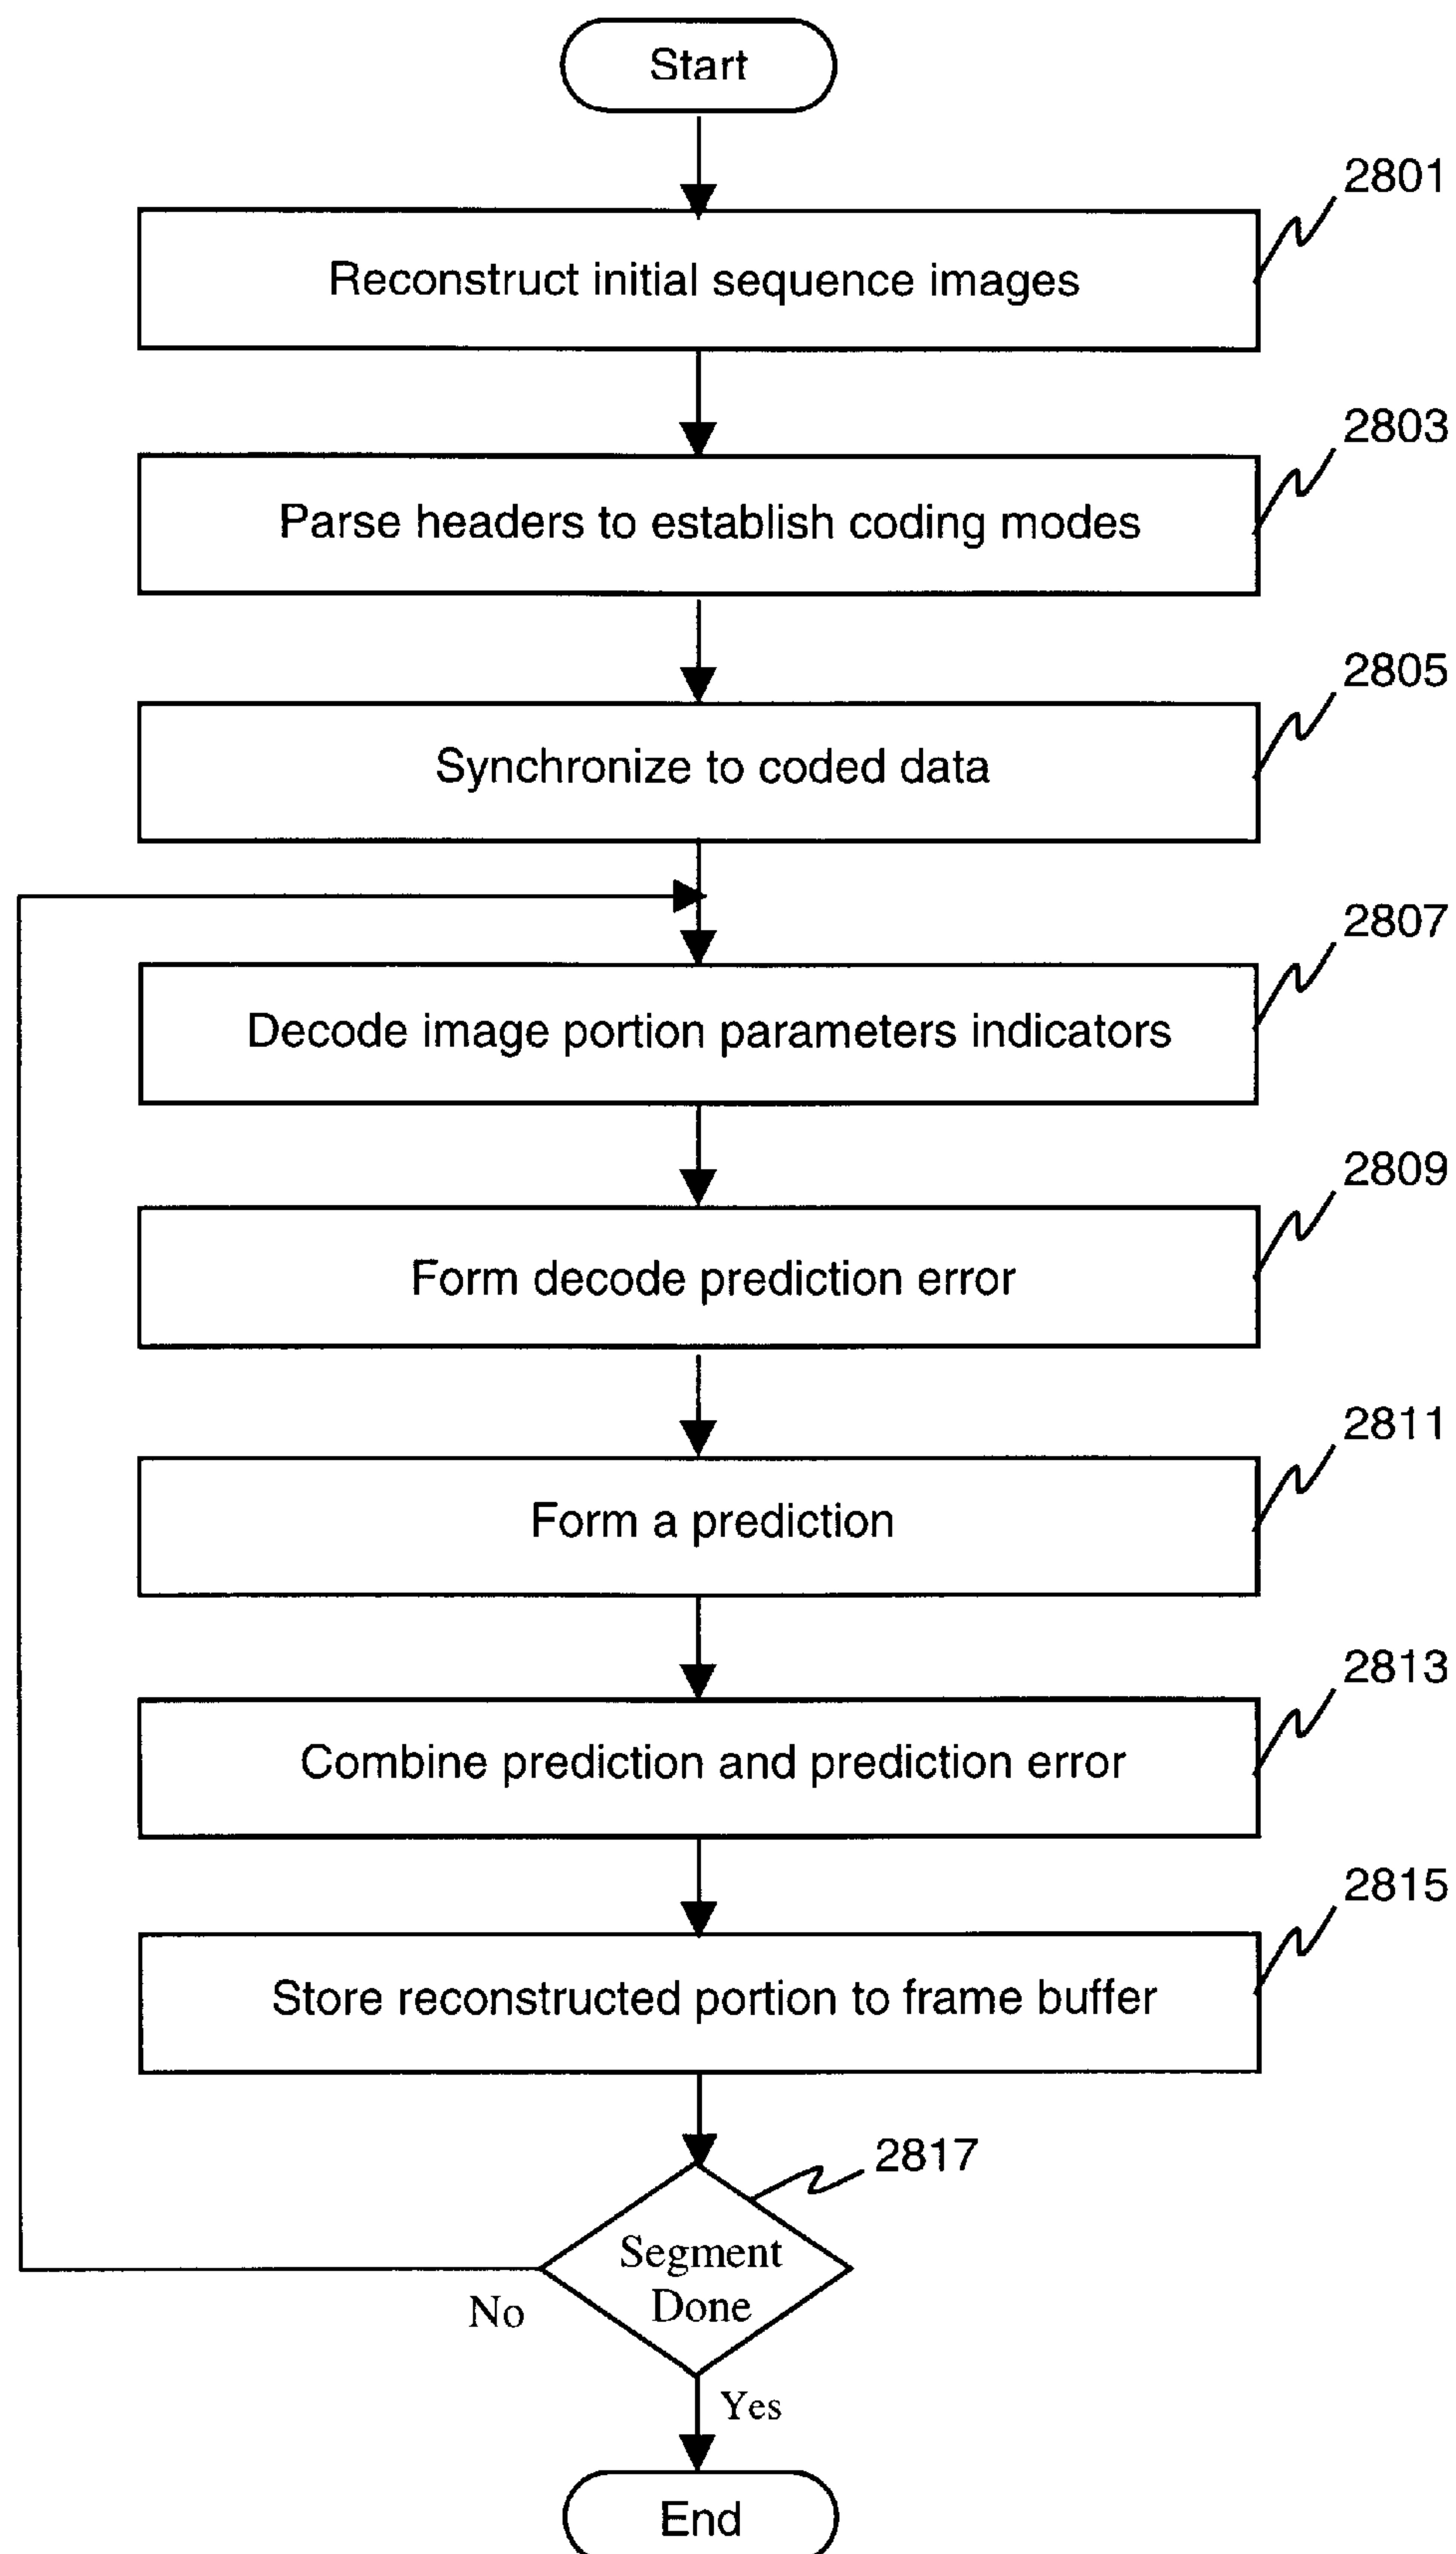 Start
2801
Reconstruct initial sequence images
2803
Parse headers to establish coding modes
2805
Synchronize to coded data
2807
Decode image portion parameters indicators
2809
Form decode prediction error
2811
Form a prediction
2813
Combine prediction and prediction error
2815
Store reconstructed portion to frame buffer
2817
Segment
Done
No
Yes
End